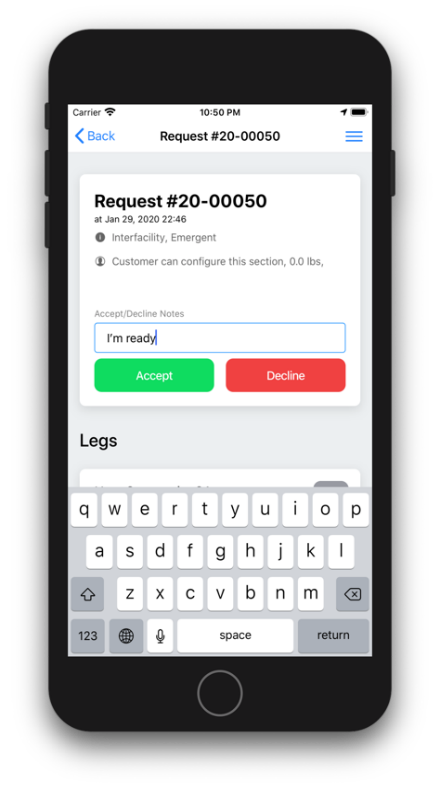 Carrier 10:50 PM
Back Request #20-00050
Request #20-00050
at Jan 29, 2020 22:46
Interfacility, Emergent
Customer can configure this section, 0.0 lbs,
Accept/Decline Notes
I'm ready
Accept Decline
Legs
q w e r t y u i o p
a s d f g h j k l
z x c v b n m
123 space return